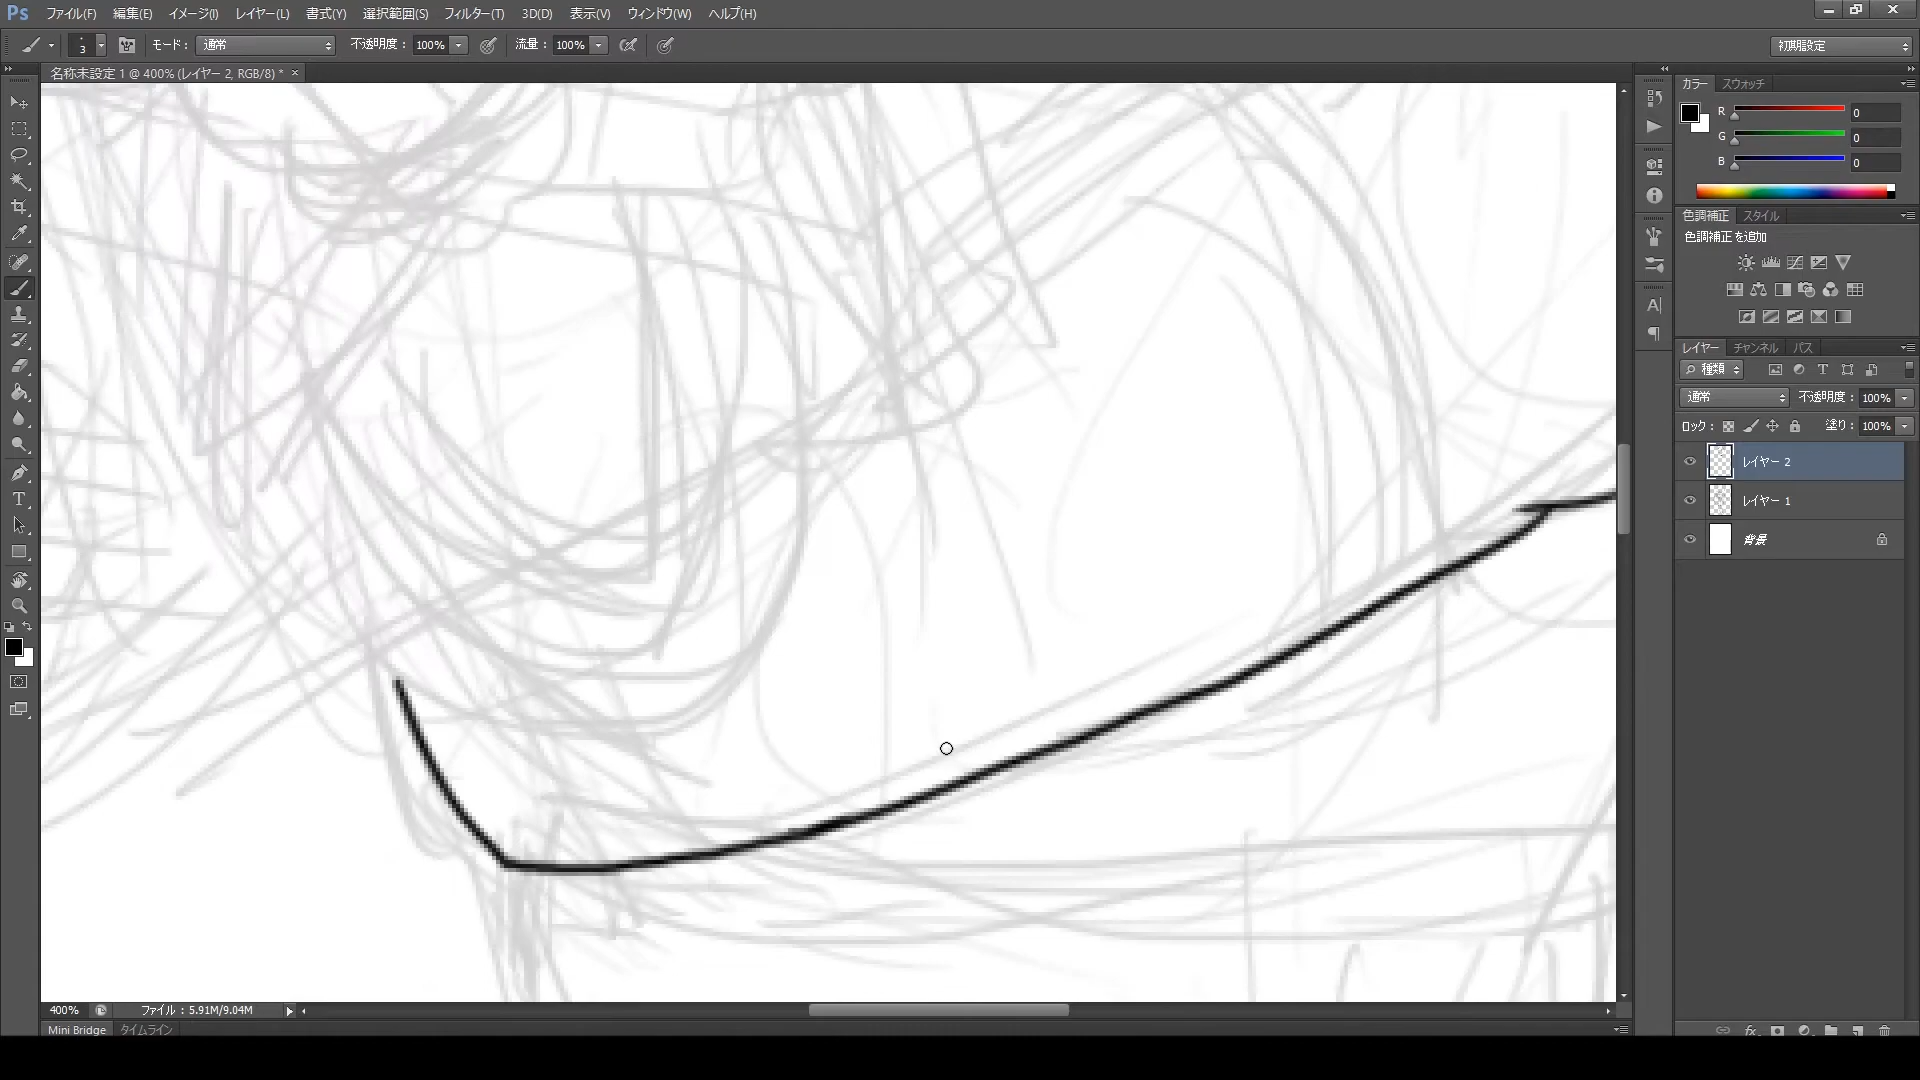 Ps ファイル(F) 編集(E) イメージ(I) レイヤー(L) 書式(Y) 選択範囲(S) フィルター(T) 3D(D) 表示(V) ウィンドウ(W) ヘルプ(H)
3 モード: 通常 不透明度: 100% 流量: 100% 初期設定
名称未設定 1 @ 400% (レイヤー 2, RGB/8) * ×
カラー スウォッチ
R 0
G 0
B 0
色調補正 スタイル
色調補正を追加
レイヤー チャンネル パス
種類
通常 不透明度: 100%
ロック: 塗り: 100%
レイヤー 2
レイヤー 1
背景
400% ファイル: 5.91M/9.04M
Mini Bridge タイムライン